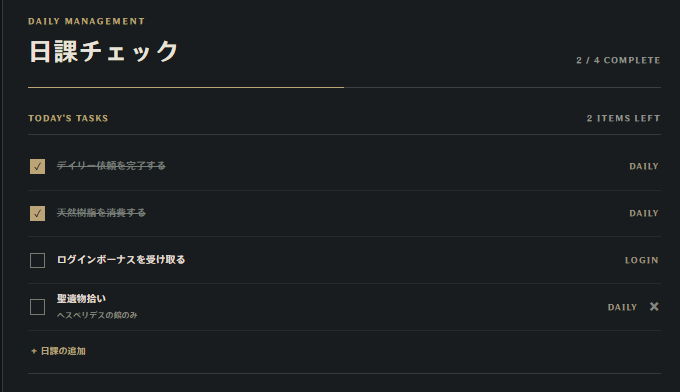 DAILY MANAGEMENT
日課チェック
2 / 4 COMPLETE
TODAY'S TASKS
2 ITEMS LEFT
✓ デイリー依頼を完了する DAILY
✓ 天然樹脂を消費する DAILY
ログインボーナスを受け取る LOGIN
聖遺物拾い DAILY ✕
ヘスペリデスの館のみ
+ 日課の追加